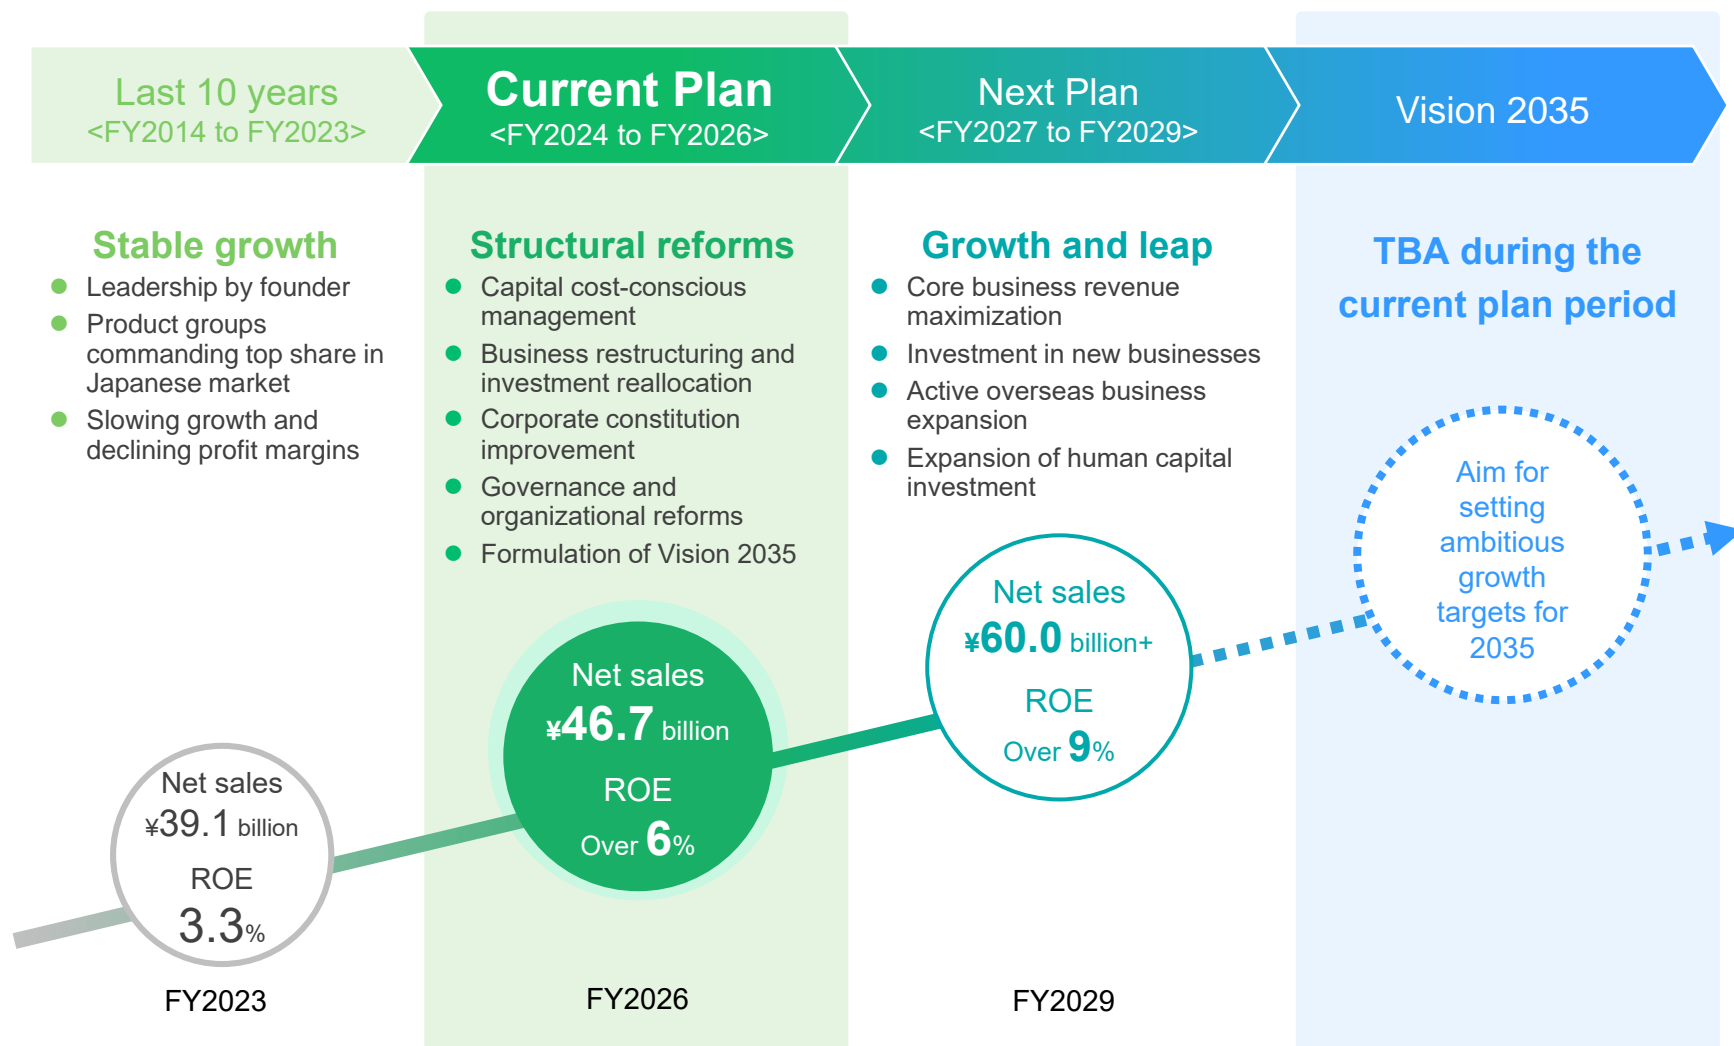 Last 10 years
<FY2014 to FY2023>
Current Plan
<FY2024 to FY2026>
Next Plan
<FY2027 to FY2029>
Vision 2035
Stable growth
Leadership by founder
Product groups
commanding top share in
Japanese market
Slowing growth and
declining profit margins
Structural reforms
Capital cost-conscious
management
Business restructuring and
investment reallocation
Corporate constitution
improvement
Governance and
organizational reforms
Formulation of Vision 2035
Growth and leap
Core business revenue
maximization
Investment in new businesses
Active overseas business
expansion
Expansion of human capital
investment
TBA during the
current plan period
Net sales
¥39.1 billion
ROE
3.3%
FY2023
Net sales
¥46.7 billion
ROE
Over 6%
FY2026
Net sales
¥60.0 billion+
ROE
Over 9%
FY2029
Aim for
setting
ambitious
growth
targets for
2035